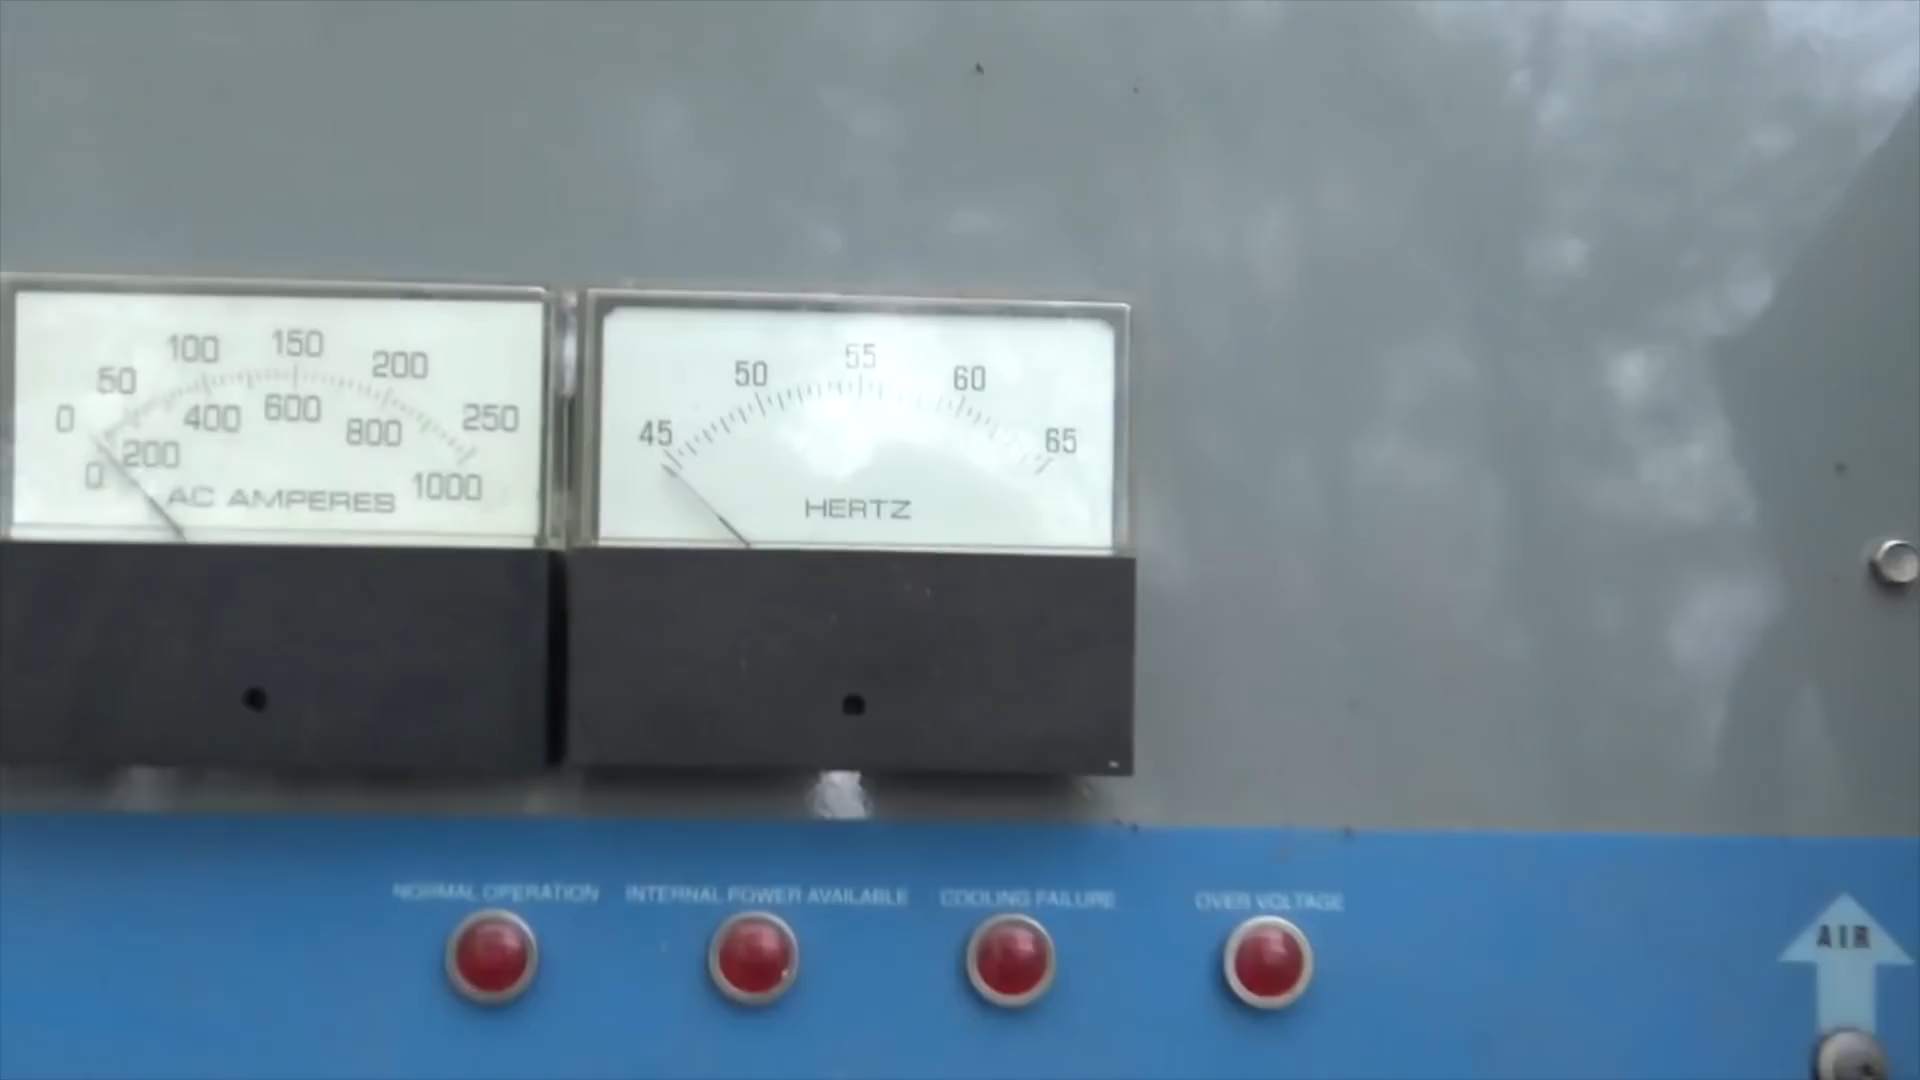 0 50 100 150 200 250
0 200 400 600 800 1000
AC AMPERES
45 50 55 60 65
HERTZ
NORMAL OPERATION
INTERNAL POWER AVAILABLE
COOLING FAILURE
OVER VOLTAGE
AIR